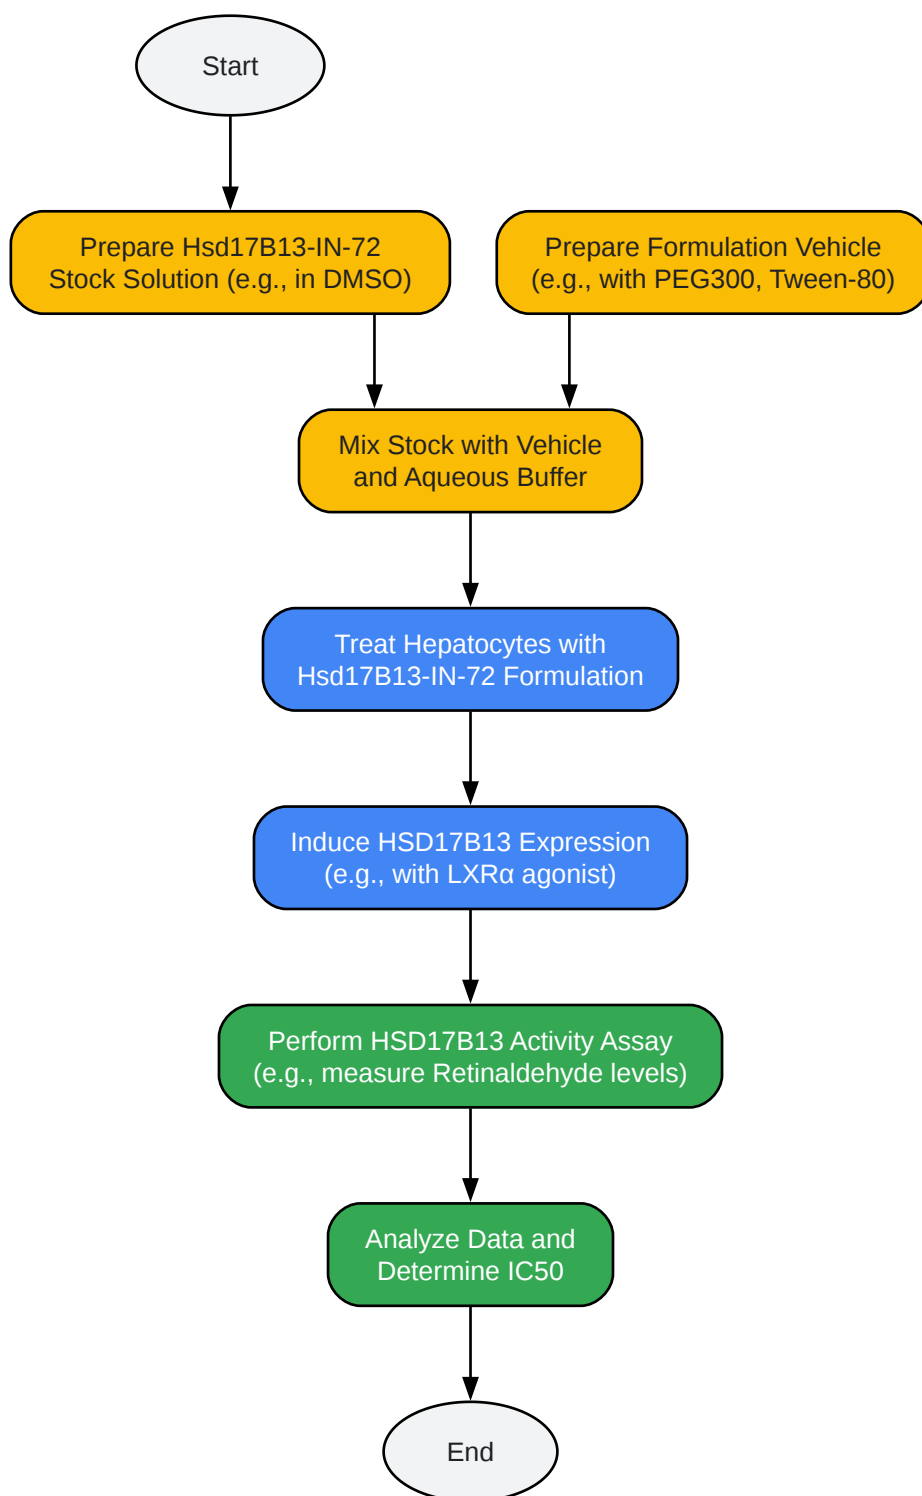 Start
Prepare Hsd17B13-IN-72
Stock Solution (e.g., in DMSO)
Prepare Formulation Vehicle
(e.g., with PEG300, Tween-80)
Mix Stock with Vehicle
and Aqueous Buffer
Treat Hepatocytes with
Hsd17B13-IN-72 Formulation
Induce HSD17B13 Expression
(e.g., with LXRα agonist)
Perform HSD17B13 Activity Assay
(e.g., measure Retinaldehyde levels)
Analyze Data and
Determine IC50
End